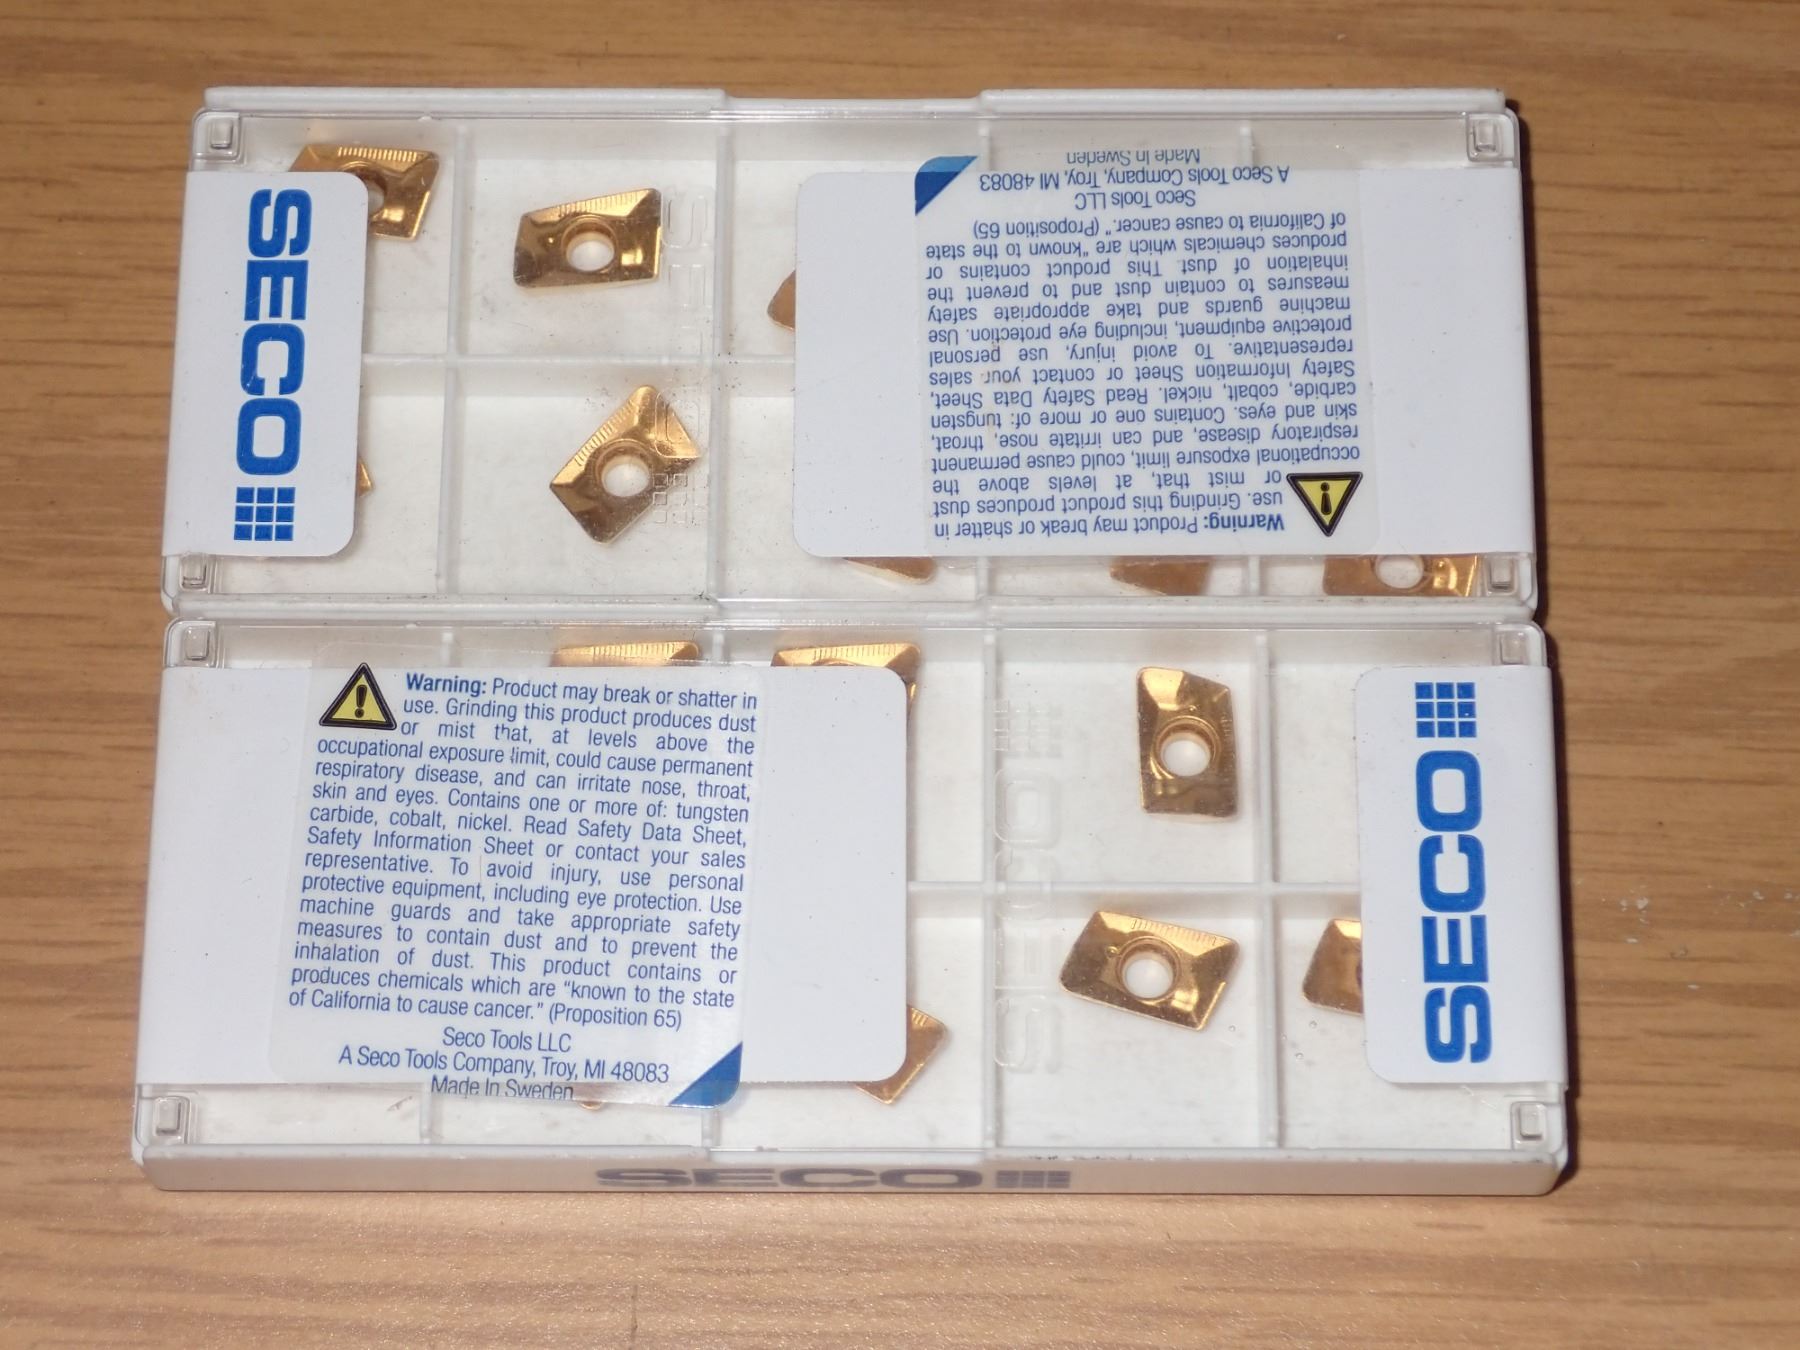 SECO
Made In Sweden
A Seco Tools Company, Troy, MI 48083
Seco Tools LLC
of California to cause cancer." (Proposition 65)
produces chemicals which are "known to the state
inhalation of dust. This product contains or
measures to contain dust and to prevent the
machine guards and take appropriate safety
protective equipment, including eye protection. Use
representative. To avoid injury, use personal
Safety Information Sheet or contact your sales
carbide, cobalt, nickel. Read Safety Data Sheet,
skin and eyes. Contains one or more of: tungsten
respiratory disease, and can irritate nose, throat,
occupational exposure limit, could cause permanent
or mist that, at levels above the
use. Grinding this product produces dust
Warning: Product may break or shatter in
SECO
Warning: Product may break or shatter in
use. Grinding this product produces dust
or mist that, at levels above the
occupational exposure limit, could cause permanent
respiratory disease, and can irritate nose, throat,
skin and eyes. Contains one or more of: tungsten
carbide, cobalt, nickel. Read Safety Data Sheet,
Safety Information Sheet or contact your sales
representative. To avoid injury, use personal
protective equipment, including eye protection. Use
machine guards and take appropriate safety
measures to contain dust and to prevent the
inhalation of dust. This product contains or
produces chemicals which are “known to the state
of California to cause cancer.” (Proposition 65)
Seco Tools LLC
A Seco Tools Company, Troy, MI 48083
Made In Sweden
SECO
SECO
SECO